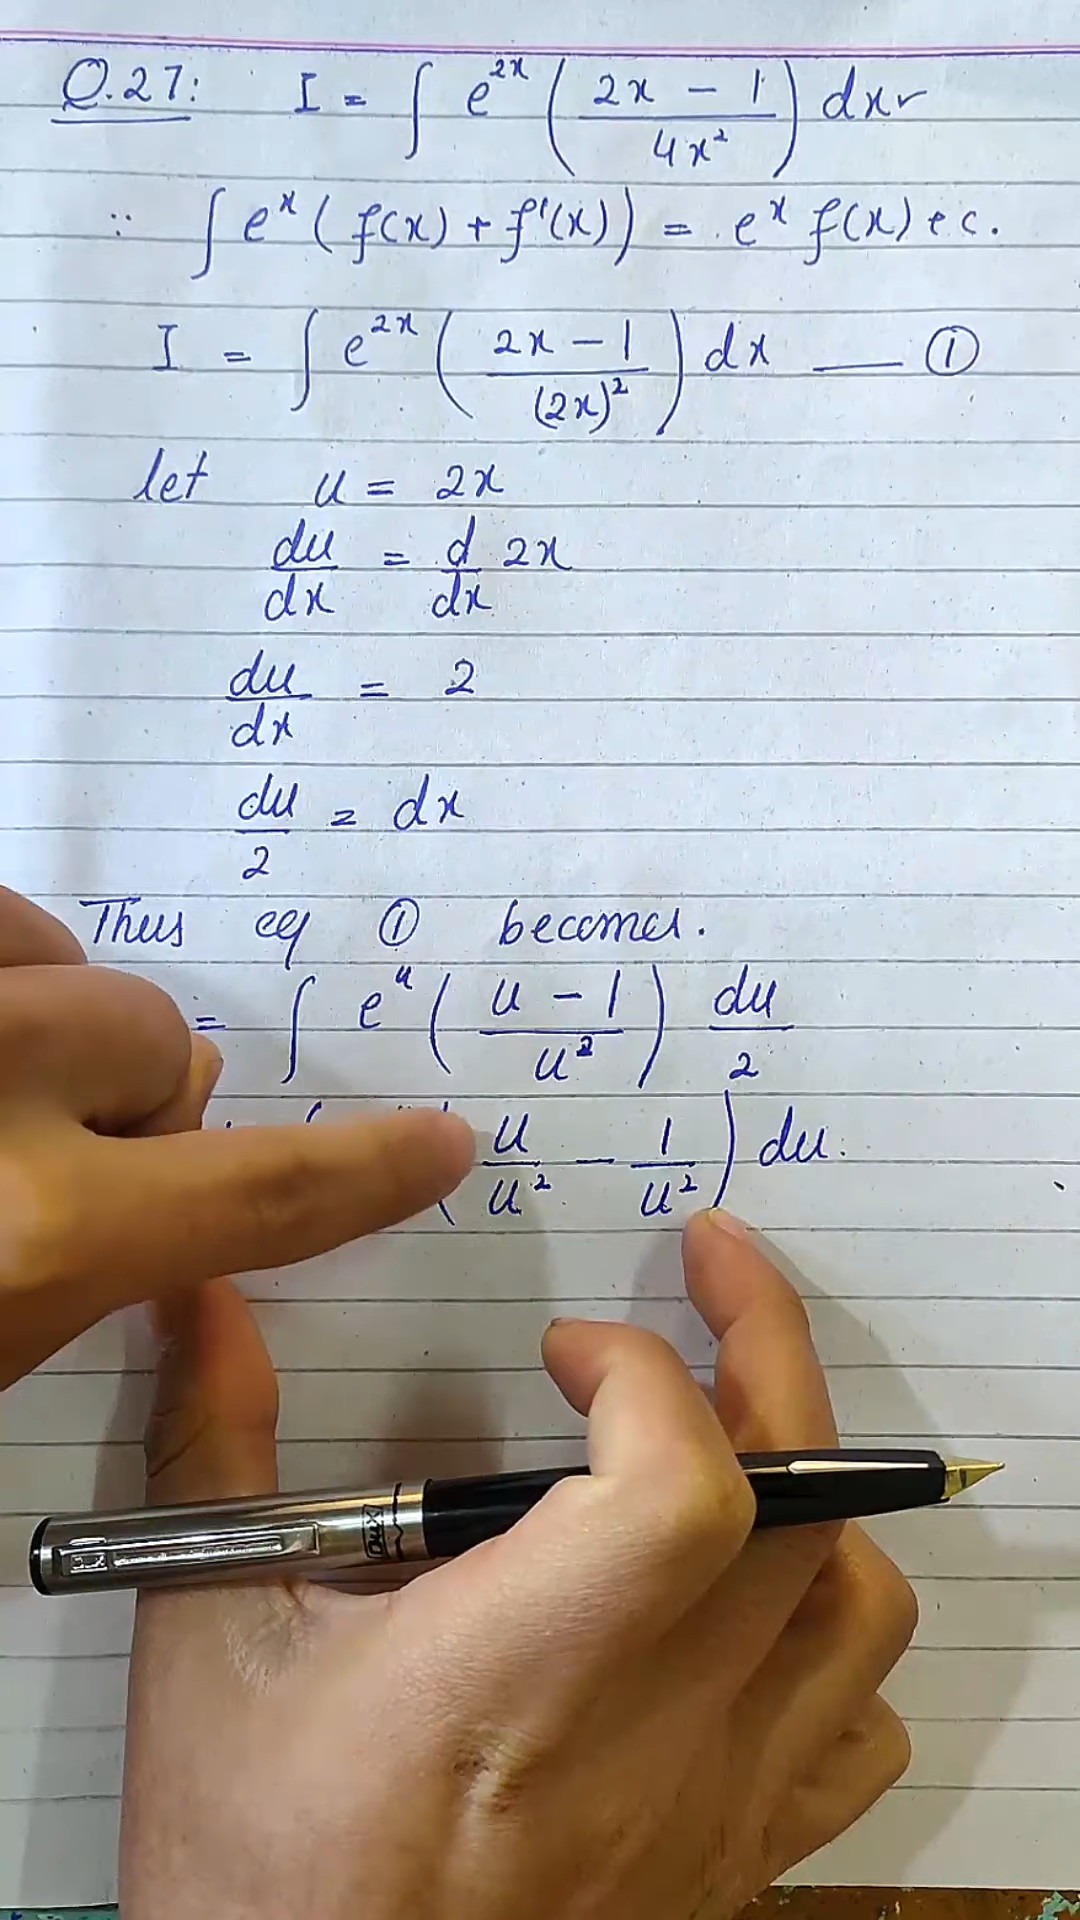 Q.27: I = ∫ e^{2x} ( (2x - 1) / 4x² ) dx
∵ ∫ e^x ( f(x) + f'(x) ) = e^x f(x) + c.
I = ∫ e^{2x} ( (2x - 1) / (2x)² ) dx —— ①
let u = 2x
du/dx = d/dx 2x
du/dx = 2
du/2 = dx
Thus eq ① becomes.
= ∫ e^u ( (u - 1) / u² ) du/2
( u/u² - 1/u² ) du.
DUX